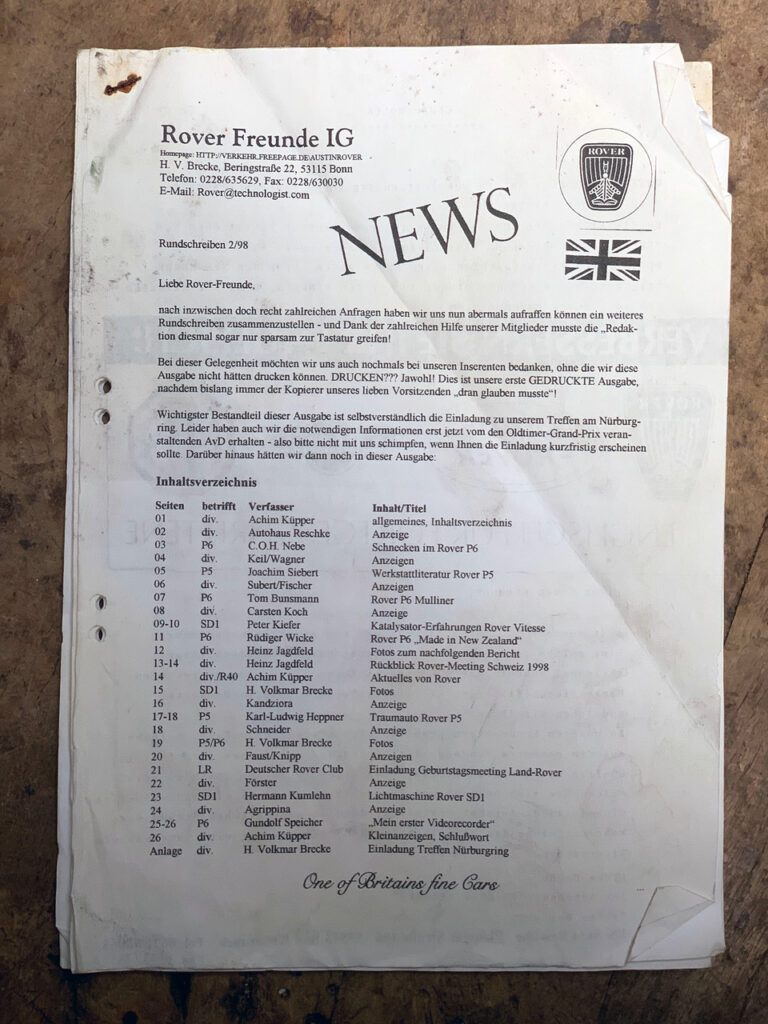 Rover Freunde IG
Homepage: HTTP://VERKEHR.FREEPAGE.DE/AUSTINROVER
H. V. Brecke, Beringstraße 22, 53115 Bonn
Telefon: 0228/635629, Fax: 0228/630030
E-Mail: Rover@technologist.com
ROVER
NEWS
Rundschreiben 2/98
Liebe Rover-Freunde,
nach inzwischen doch recht zahlreichen Anfragen haben wir uns nun abermals aufraffen können ein weiteres
Rundschreiben zusammenzustellen - und Dank der zahlreichen Hilfe unserer Mitglieder musste die „Redak-
tion diesmal sogar nur sparsam zur Tastatur greifen!
Bei dieser Gelegenheit möchten wir uns auch nochmals bei unseren Inserenten bedanken, ohne die wir diese
Ausgabe nicht hätten drucken können. DRUCKEN??? Jawohl! Dies ist unsere erste GEDRUCKTE Ausgabe,
nachdem bislang immer der Kopierer unseres lieben Vorsitzenden „dran glauben musste“!
Wichtigster Bestandteil dieser Ausgabe ist selbstverständlich die Einladung zu unserem Treffen am Nürburg-
ring. Leider haben auch wir die notwendigen Informationen erst jetzt vom den Oldtimer-Grand-Prix veran-
staltenden AvD erhalten - also bitte nicht mit uns schimpfen, wenn Ihnen die Einladung kurzfristig erscheinen
sollte. Darüber hinaus hätten wir dann noch in dieser Ausgabe:
Inhaltsverzeichnis
Seiten betrifft Verfasser Inhalt/Titel
01 div. Achim Küpper allgemeines, Inhaltsverzeichnis
02 div. Autohaus Reschke Anzeige
03 P6 C.O.H. Nebe Schnecken im Rover P6
04 div. Keil/Wagner Anzeigen
05 P5 Joachim Siebert Werkstattliteratur Rover P5
06 div. Subert/Fischer Anzeigen
07 P6 Tom Bunsmann Rover P6 Mulliner
08 div. Carsten Koch Anzeige
09-10 SD1 Peter Kiefer Katalysator-Erfahrungen Rover Vitesse
11 P6 Rüdiger Wicke Rover P6 „Made in New Zealand“
12 div. Heinz Jagdfeld Fotos zum nachfolgenden Bericht
13-14 div. Heinz Jagdfeld Rückblick Rover-Meeting Schweiz 1998
14 div./R40 Achim Küpper Aktuelles von Rover
15 SD1 H. Volkmar Brecke Fotos
16 div. Kandziora Anzeige
17-18 P5 Karl-Ludwig Heppner Traumauto Rover P5
18 div. Schneider Anzeige
19 P5/P6 H. Volkmar Brecke Fotos
20 div. Faust/Knipp Anzeigen
21 LR Deutscher Rover Club Einladung Geburtstagsmeeting Land-Rover
22 div. Förster Anzeige
23 SD1 Hermann Kumlehn Lichtmaschine Rover SD1
24 div. Agrippina Anzeige
25-26 P6 Gundolf Speicher „Mein erster Videorecorder“
26 div. Achim Küpper Kleinanzeigen, Schlußwort
Anlage div. H. Volkmar Brecke Einladung Treffen Nürburgring
One of Britains fine Cars